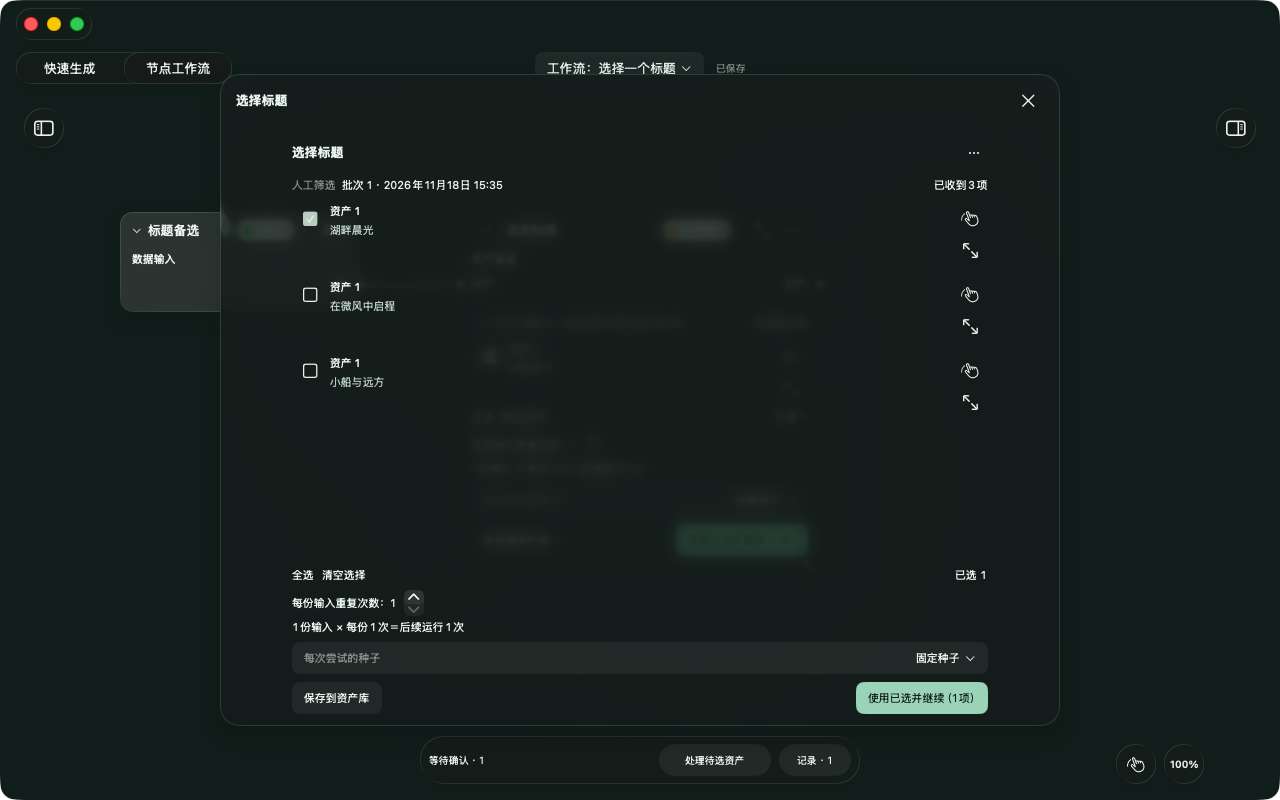 快速生成
节点工作流
工作流：选择一个标题
已保存
选择标题
选择标题
…
人工筛选 批次 1 · 2026年11月18日 15:35
已收到 3 项
资产 1
湖畔晨光
资产 1
在微风中启程
资产 1
小船与远方
标题备选
数据输入
全选 清空选择
已选 1
每份输入重复次数：1
1 份输入 × 每份 1 次＝后续运行 1 次
每次尝试的种子
固定种子
保存到资产库
使用已选并继续 (1项)
等待确认 · 1
处理待选资产
记录 · 1
100%